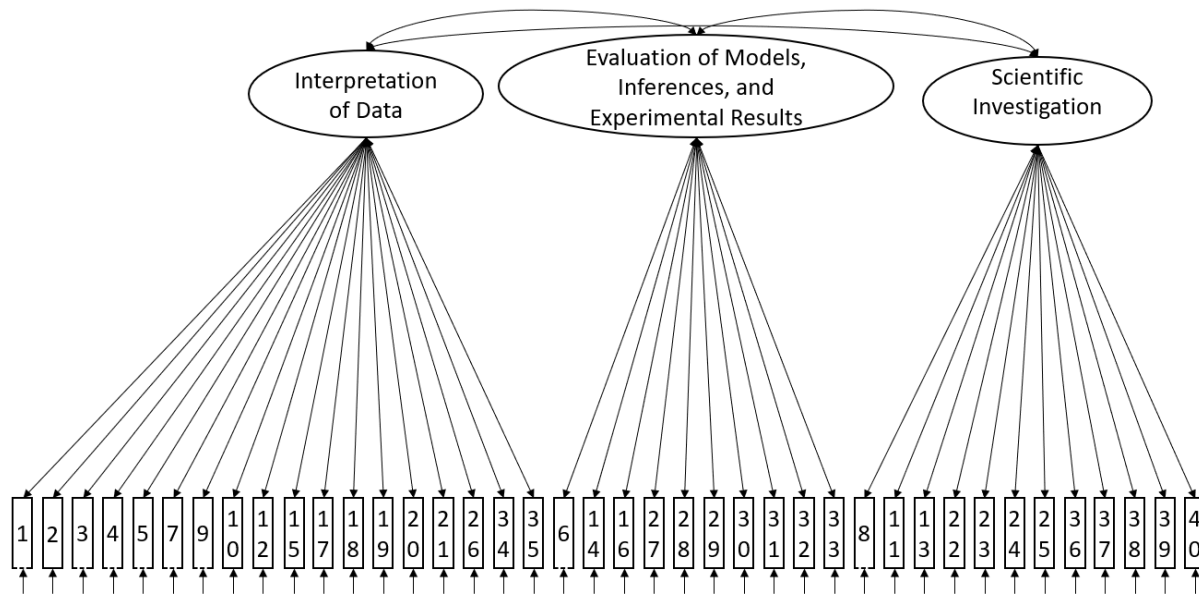 Interpretation
of Data
Evaluation of Models,
Inferences, and
Experimental Results
Scientific
Investigation
1 2 3 4 5 7 9 10 12 15 17 18 19 20 21 26 34 35 6 14 16 27 28 29 30 31 32 33 8 11 13 22 23 24 25 36 37 38 39 40